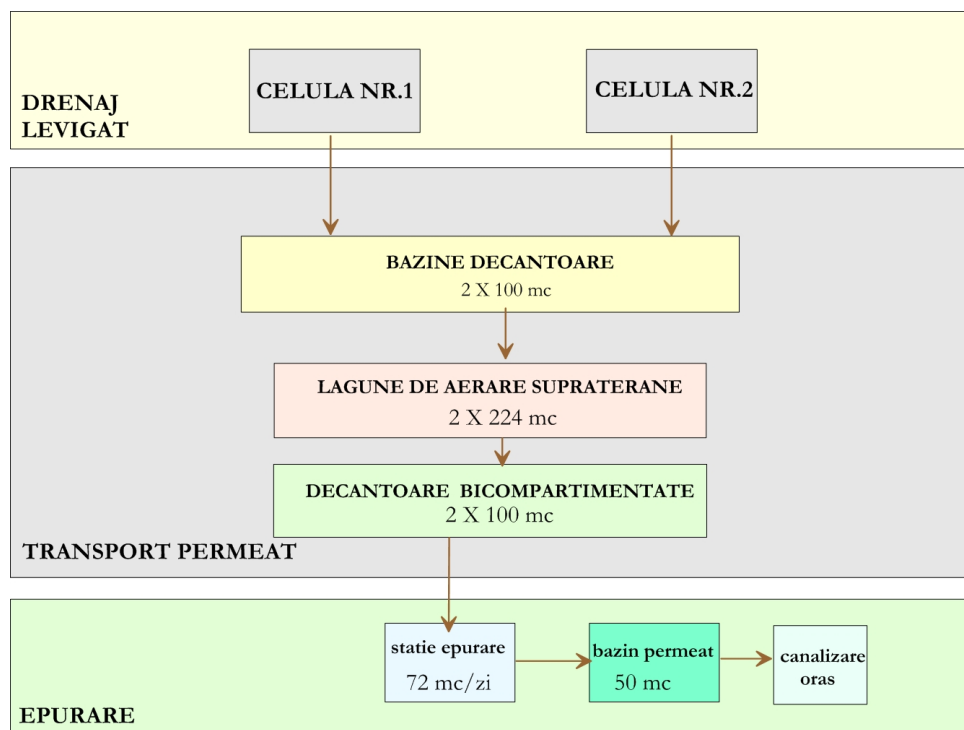 CELULA NR.1
CELULA NR.2
DRENAJ
LEVIGAT
BAZINE DECANTOARE
2 X 100 mc
LAGUNE DE AERARE SUPRATERANE
2 X 224 mc
DECANTOARE BICOMPARTIMENTATE
2 X 100 mc
TRANSPORT PERMEAT
statie epurare
72 mc/zi
bazin permeat
50 mc
canalizare
oras
EPURARE